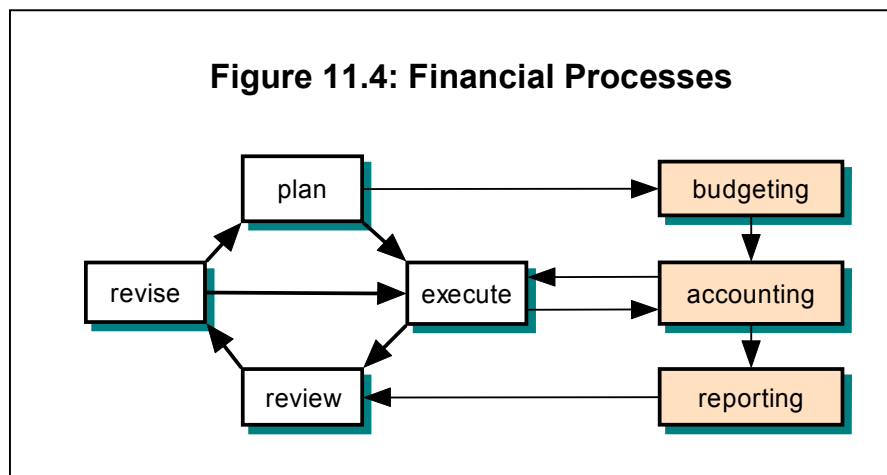 Figure 11.4: Financial Processes
plan
budgeting
revise
execute
accounting
review
reporting